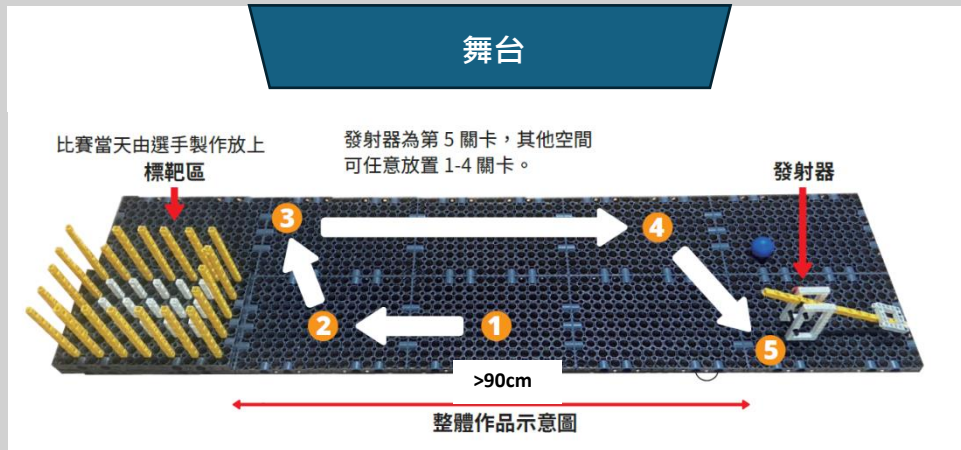 舞台
比賽當天由選手製作放上
標靶區
發射器為第 5 關卡，其他空間
可任意放置 1-4 關卡。
發射器
3
4
2
1
5
>90cm
整體作品示意圖